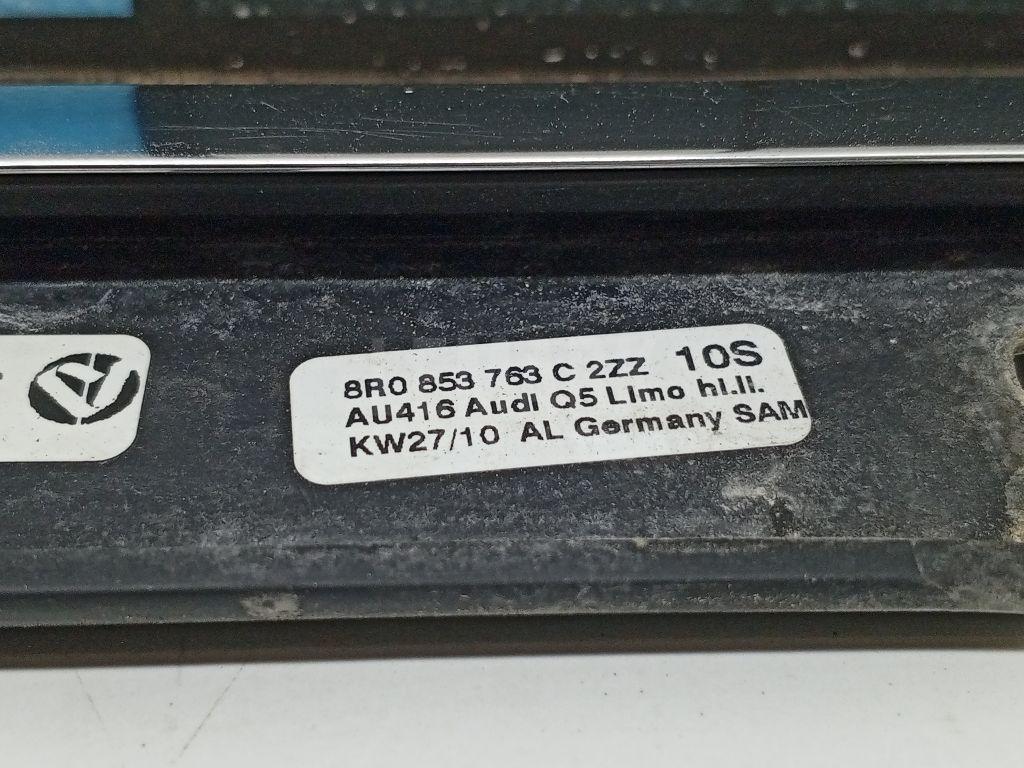 8R0 853 763 C 2ZZ 10S
AU416 Audi Q5 Limo hl.li.
KW27/10 AL Germany SAM